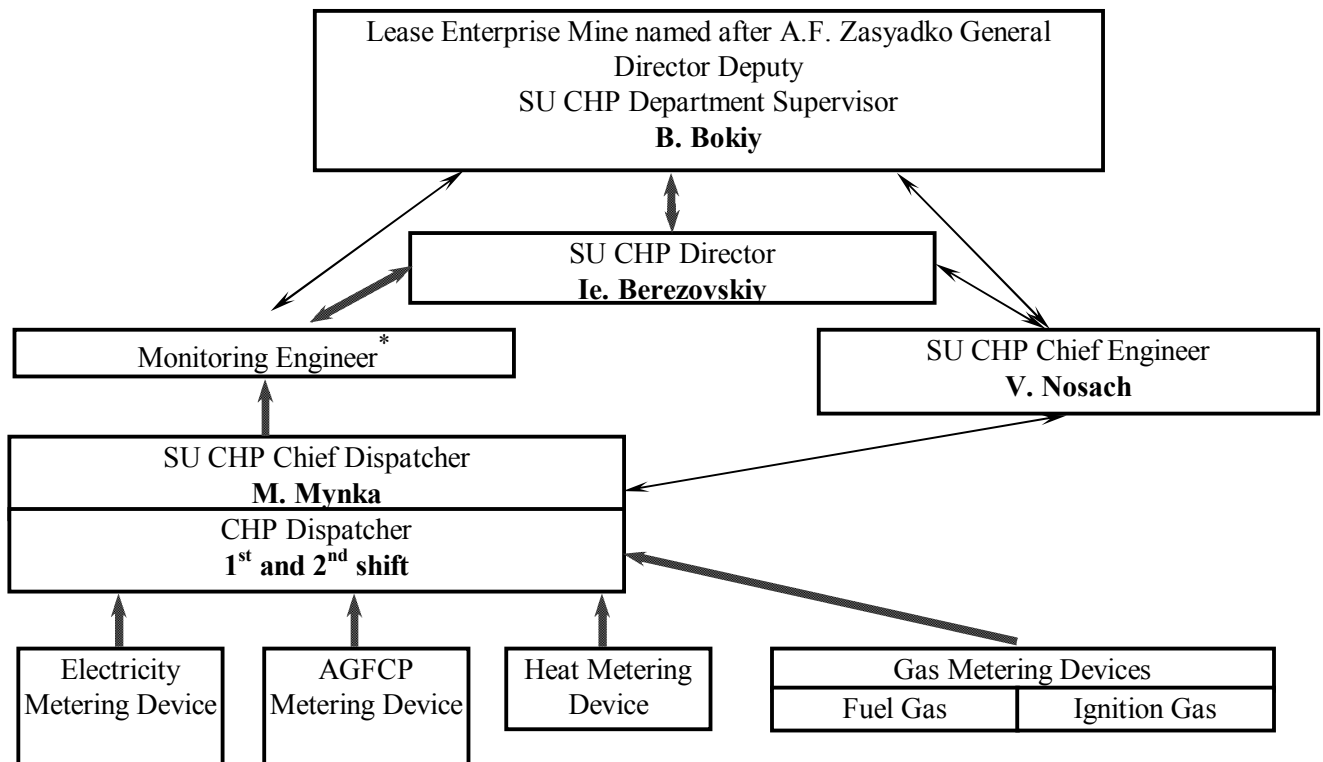 Lease Enterprise Mine named after A.F. Zasyadko General
Director Deputy
SU CHP Department Supervisor
B. Bokiy
SU CHP Director
Ie. Berezovskiy
Monitoring Engineer*
SU CHP Chief Engineer
V. Nosach
SU CHP Chief Dispatcher
M. Mynka
CHP Dispatcher
1st and 2nd shift
Electricity
Metering Device
AGFCP
Metering Device
Heat Metering
Device
Gas Metering Devices
Fuel Gas
Ignition Gas